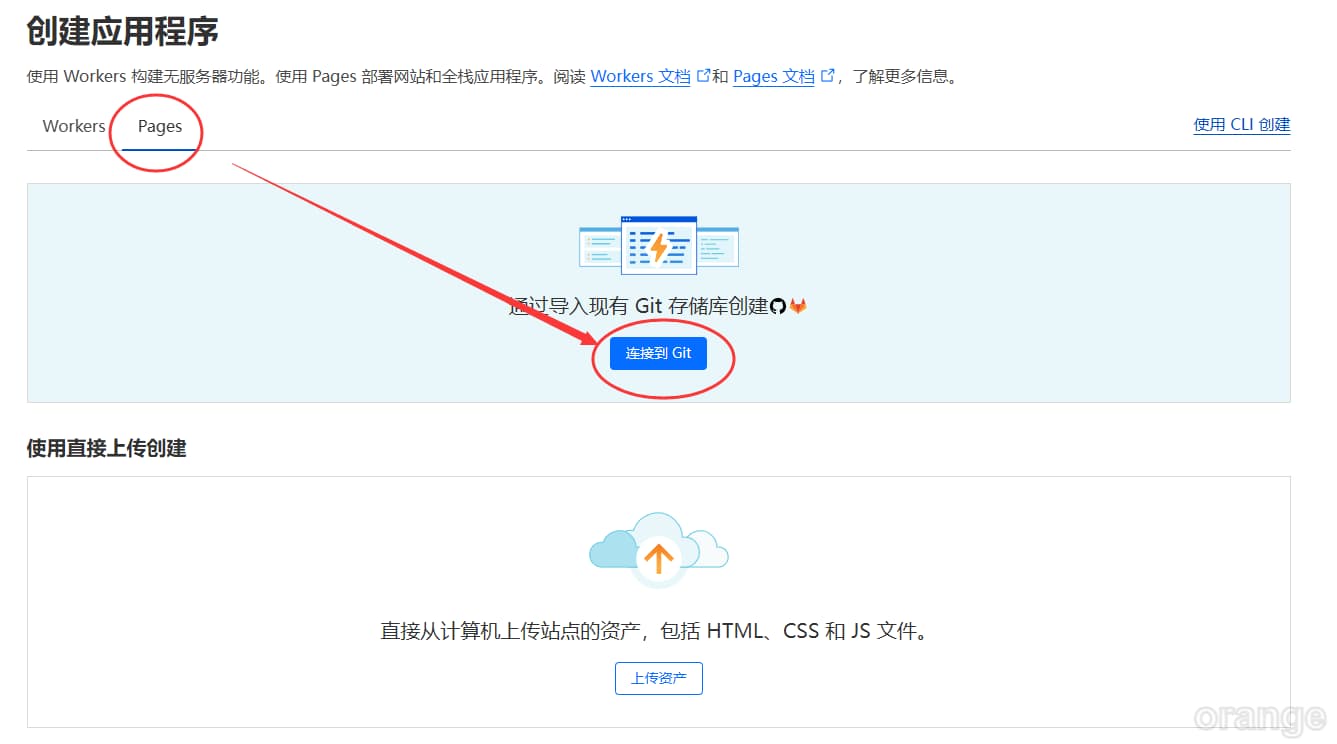 创建应用程序
使用 Workers 构建无服务器功能。使用 Pages 部署网站和全栈应用程序。阅读 Workers 文档 和 Pages 文档 ，了解更多信息。
Workers Pages 使用 CLI 创建
通过导入现有 Git 存储库创建
连接到 Git
使用直接上传创建
直接从计算机上传站点的资产，包括 HTML、CSS 和 JS 文件。
上传资产
orange